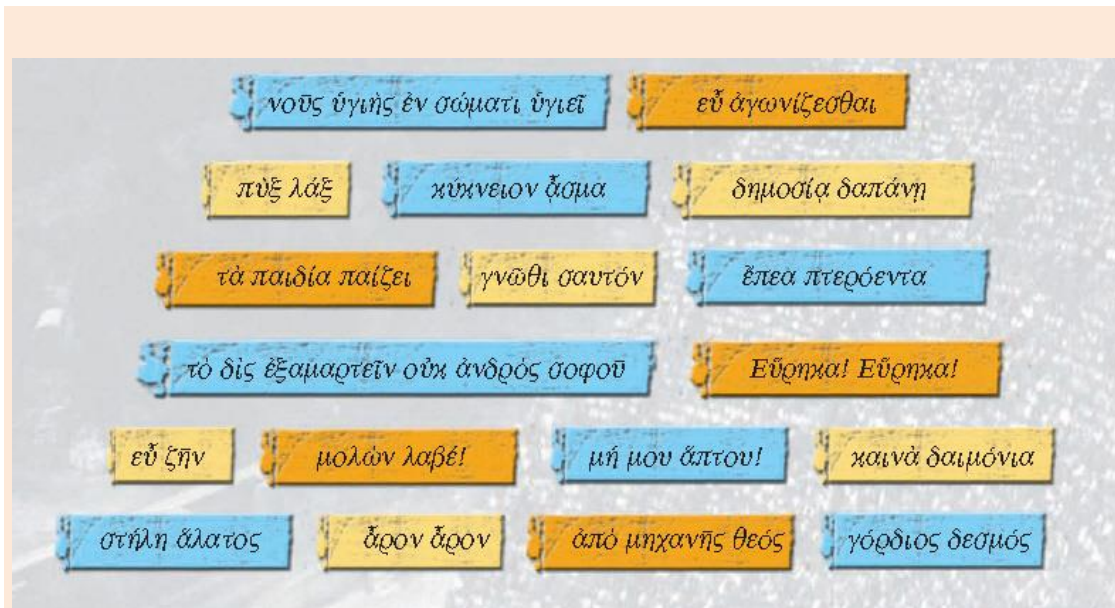 νοῦς ὑγιὴς ἐν σώματι ὑγιεῖ εὖ ἀγωνίζεσθαι
πὺξ λάξ κύκνειον ᾆσμα δημοσίᾳ δαπάνῃ
τὰ παιδία παίζει γνῶθι σαυτόν ἔπεα πτερόεντα
τὸ δὶς ἐξαμαρτεῖν οὐκ ἀνδρός σοφοῦ Εὕρηκα! Εὕρηκα!
εὖ ζῆν μολὼν λαβέ! μή μου ἅπτου! καινὰ δαιμόνια
στήλη ἅλατος ἆρον ἆρον ἀπό μηχανῆς θεός γόρδιος δεσμός